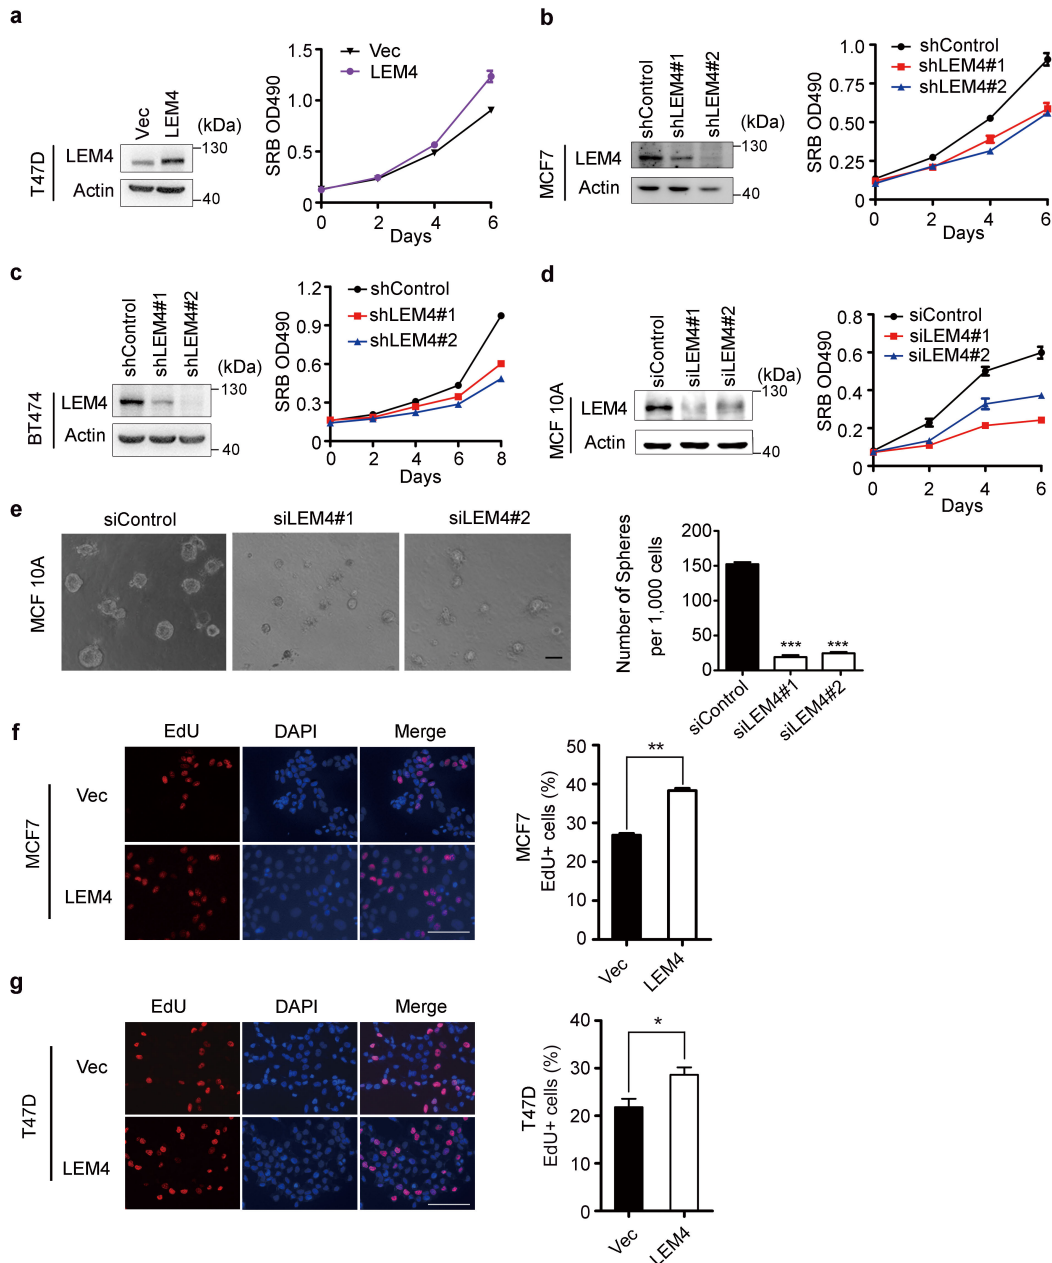 a
T47D
Vec
LEM4
(kDa)
LEM4
130
Actin
40
SRB OD490
1.5
1.0
0.5
0
0 2 4 6
Days
Vec
LEM4
b
MCF7
shControl
shLEM4#1
shLEM4#2
(kDa)
LEM4
130
Actin
40
SRB OD490
1.0
0.75
0.50
0.25
0
0 2 4 6
Days
shControl
shLEM4#1
shLEM4#2
c
BT474
shControl
shLEM4#1
shLEM4#2
(kDa)
LEM4
130
Actin
40
SRB OD490
1.2
0.9
0.6
0.3
0
0 2 4 6 8
Days
shControl
shLEM4#1
shLEM4#2
d
MCF 10A
siControl
siLEM4#1
siLEM4#2
(kDa)
LEM4
130
Actin
40
SRB OD490
0.8
0.6
0.4
0.2
0
0 2 4 6
Days
siControl
siLEM4#1
siLEM4#2
e
MCF 10A
siControl siLEM4#1 siLEM4#2
Number of Spheres
per 1,000 cells
200
150
100
50
0
*** ***
siControl
siLEM4#1
siLEM4#2
f
EdU DAPI Merge
MCF7
Vec
LEM4
MCF7
EdU+ cells (%)
50
40
30
20
10
0
**
Vec
LEM4
g
EdU DAPI Merge
T47D
Vec
LEM4
T47D
EdU+ cells (%)
40
30
20
10
0
*
Vec
LEM4